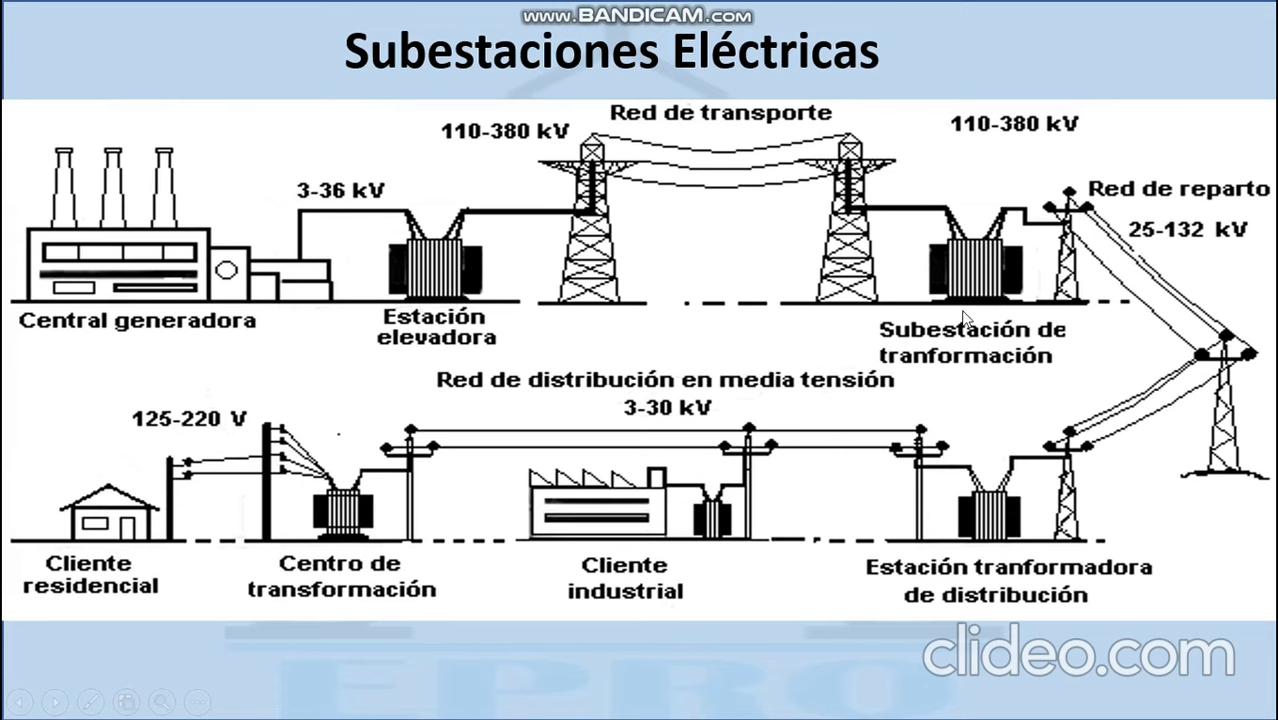 www.BANDICAM.com
Subestaciones Eléctricas
Red de transporte
110-380 kV
110-380 kV
3-36 kV
Red de reparto
25-132 kV
Central generadora
Estación
elevadora
Subestación de
tranformación
Red de distribución en media tensión
3-30 kV
125-220 V
Cliente
residencial
Centro de
transformación
Cliente
industrial
Estación tranformadora
de distribución
clideo.com
EPRO